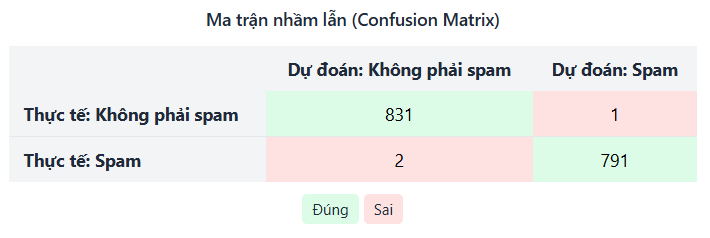 Ma trận nhầm lẫn (Confusion Matrix)
Dự đoán: Không phải spam Dự đoán: Spam
Thực tế: Không phải spam 831 1
Thực tế: Spam 2 791
Đúng Sai